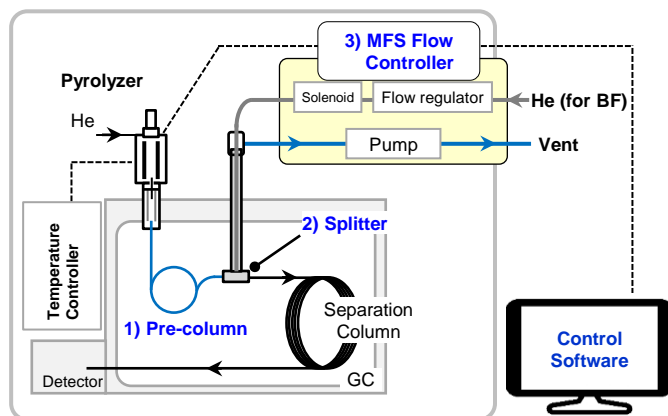 3) MFS Flow
Controller
Pyrolyzer
Solenoid
Flow regulator
He (for BF)
He
Pump
Vent
Temperature
Controller
2) Splitter
1) Pre-column
Separation
Column
Detector
GC
Control
Software